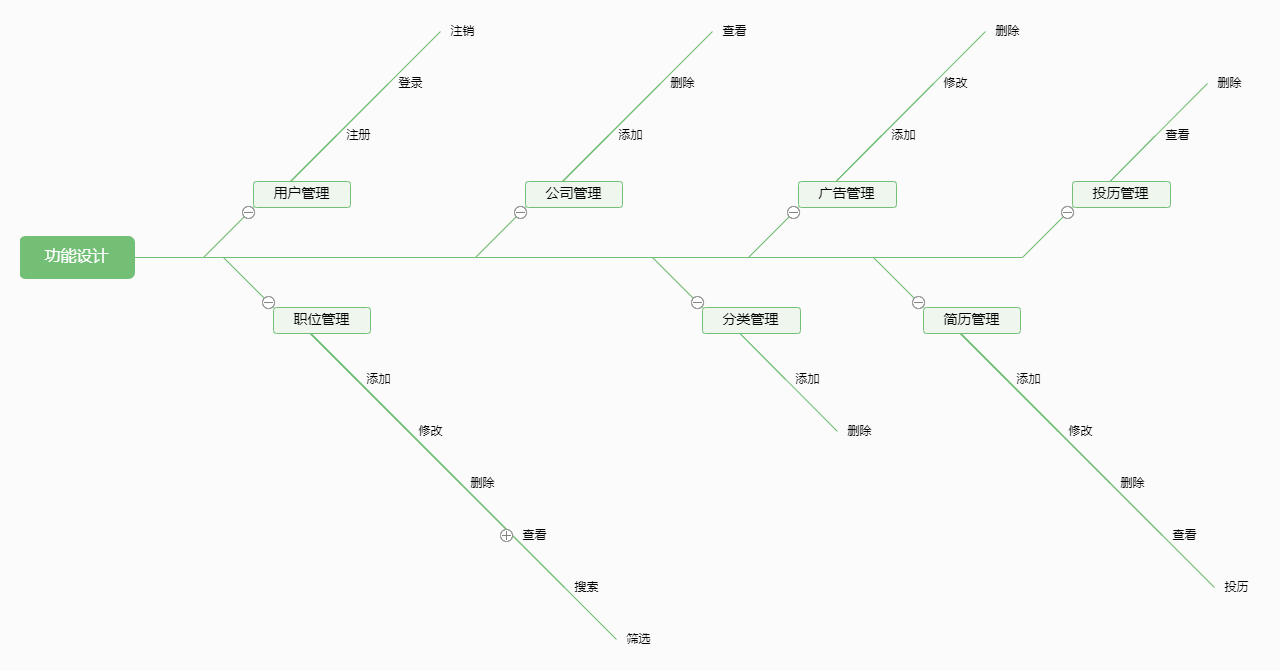 功能设计
用户管理
注册
登录
注销
公司管理
添加
删除
查看
广告管理
添加
修改
删除
投历管理
查看
删除
职位管理
添加
修改
删除
查看
搜索
筛选
分类管理
添加
删除
简历管理
添加
修改
删除
查看
投历